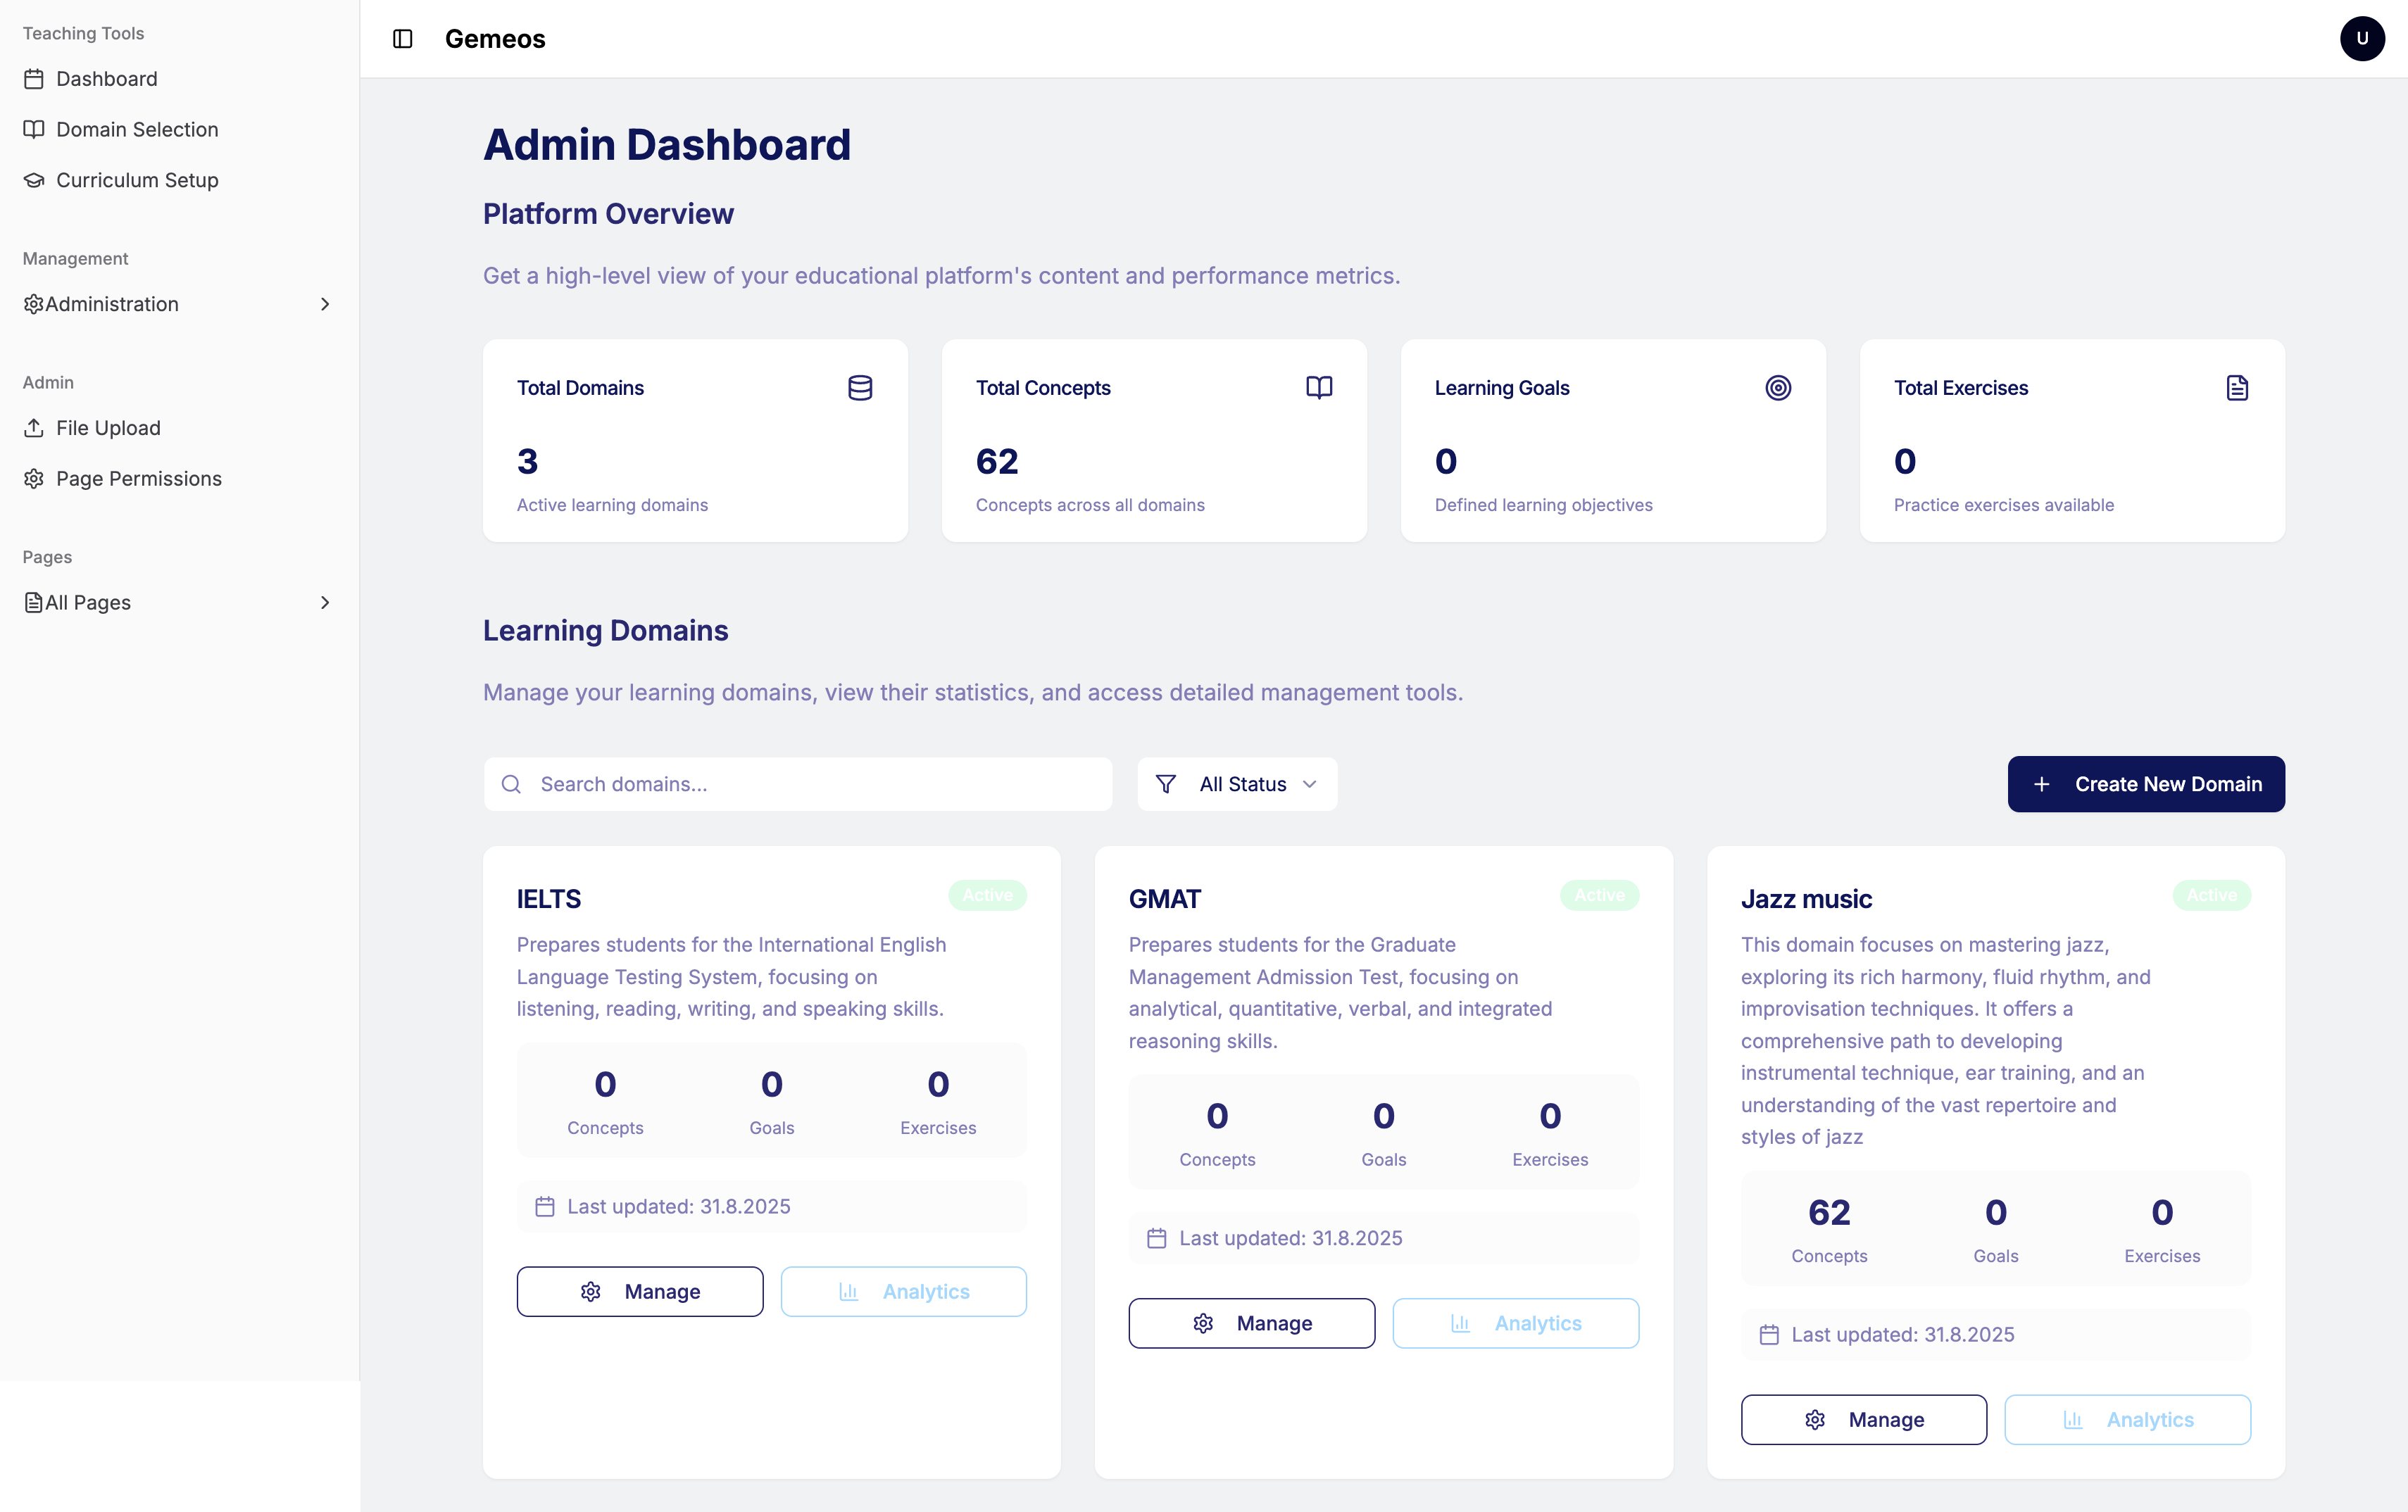 Teaching Tools
Dashboard
Domain Selection
Curriculum Setup
Management
Administration
Admin
File Upload
Page Permissions
Pages
All Pages
Gemeos
U
Admin Dashboard
Platform Overview
Get a high-level view of your educational platform's content and performance metrics.
Total Domains
3
Active learning domains
Total Concepts
62
Concepts across all domains
Learning Goals
0
Defined learning objectives
Total Exercises
0
Practice exercises available
Learning Domains
Manage your learning domains, view their statistics, and access detailed management tools.
Search domains...
All Status
Create New Domain
IELTS
Active
Prepares students for the International English
Language Testing System, focusing on
listening, reading, writing, and speaking skills.
0 0 0
Concepts Goals Exercises
Last updated: 31.8.2025
Manage
Analytics
GMAT
Active
Prepares students for the Graduate
Management Admission Test, focusing on
analytical, quantitative, verbal, and integrated
reasoning skills.
0 0 0
Concepts Goals Exercises
Last updated: 31.8.2025
Manage
Analytics
Jazz music
Active
This domain focuses on mastering jazz,
exploring its rich harmony, fluid rhythm, and
improvisation techniques. It offers a
comprehensive path to developing
instrumental technique, ear training, and an
understanding of the vast repertoire and
styles of jazz
62 0 0
Concepts Goals Exercises
Last updated: 31.8.2025
Manage
Analytics